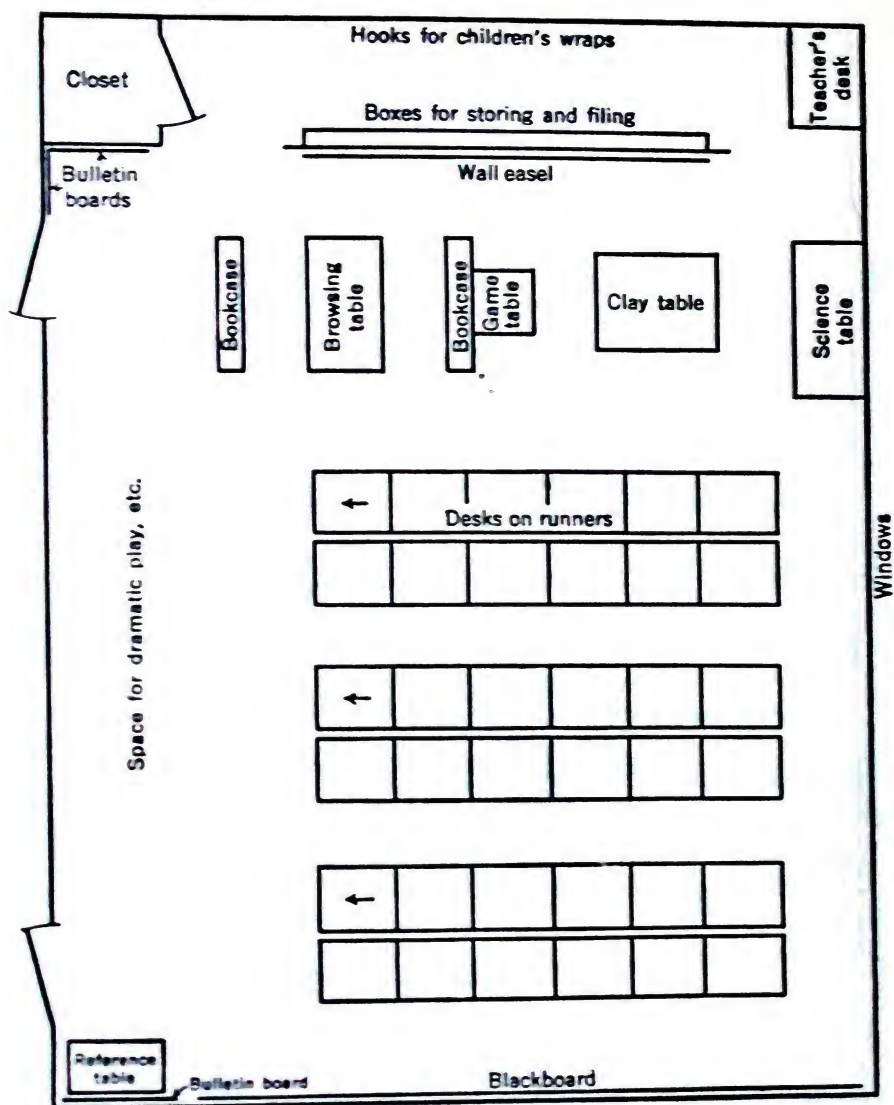 Hooks for children's wraps
Teacher's
desk
Closet
Boxes for storing and filing
Bulletin
boards
Wall easel
Bookcase
Browsing
table
Bookcase
Game
table
Clay table
Science
table
Desks on runners
Space for dramatic play, etc.
Windows
Reference
table
Bulletin board
Blackboard